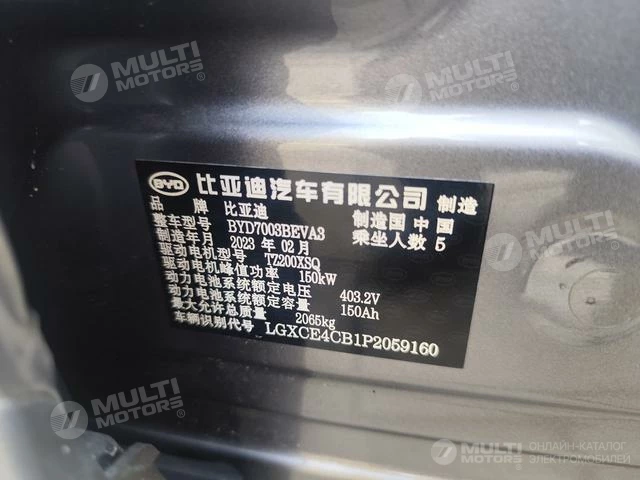 MULTI MOTORS
MULTI MOTORS
BYD 比亚迪汽车有限公司 制造
品 牌 比亚迪 制造国 中国
整车型号 BYD7003BEVA3 乘坐人数 5
制造年月 2023 年 02 月
驱动电机型号 TZ200XSQ
驱动电机峰值功率 150kW
动力电池系统额定电压 403.2V
动力电池系统额定容量 150Ah
最大允许总质量 2065kg
车辆识别代号 LGXCE4CB1P2059160
MULTI MOTORS
MULTI MOTORS
ОНЛАЙН-КАТАЛОГ
ЭЛЕКТРОМОБИЛЕЙ